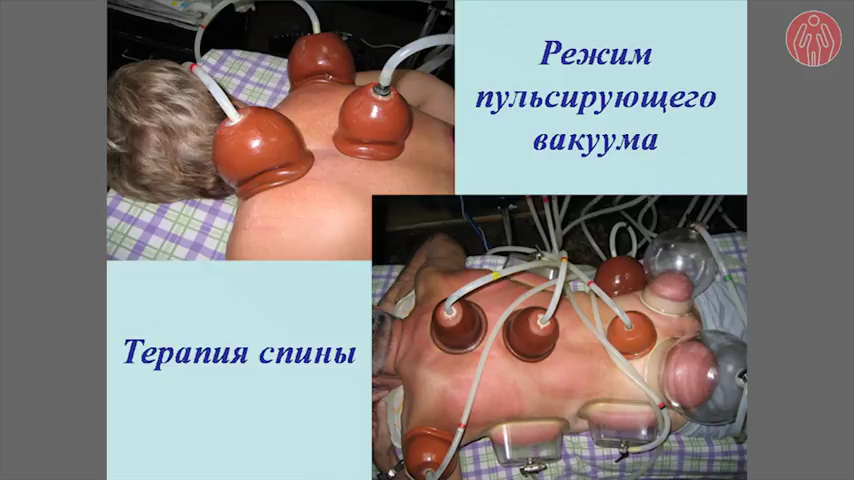 Режим
пульсирующего
вакуума
Терапия спины